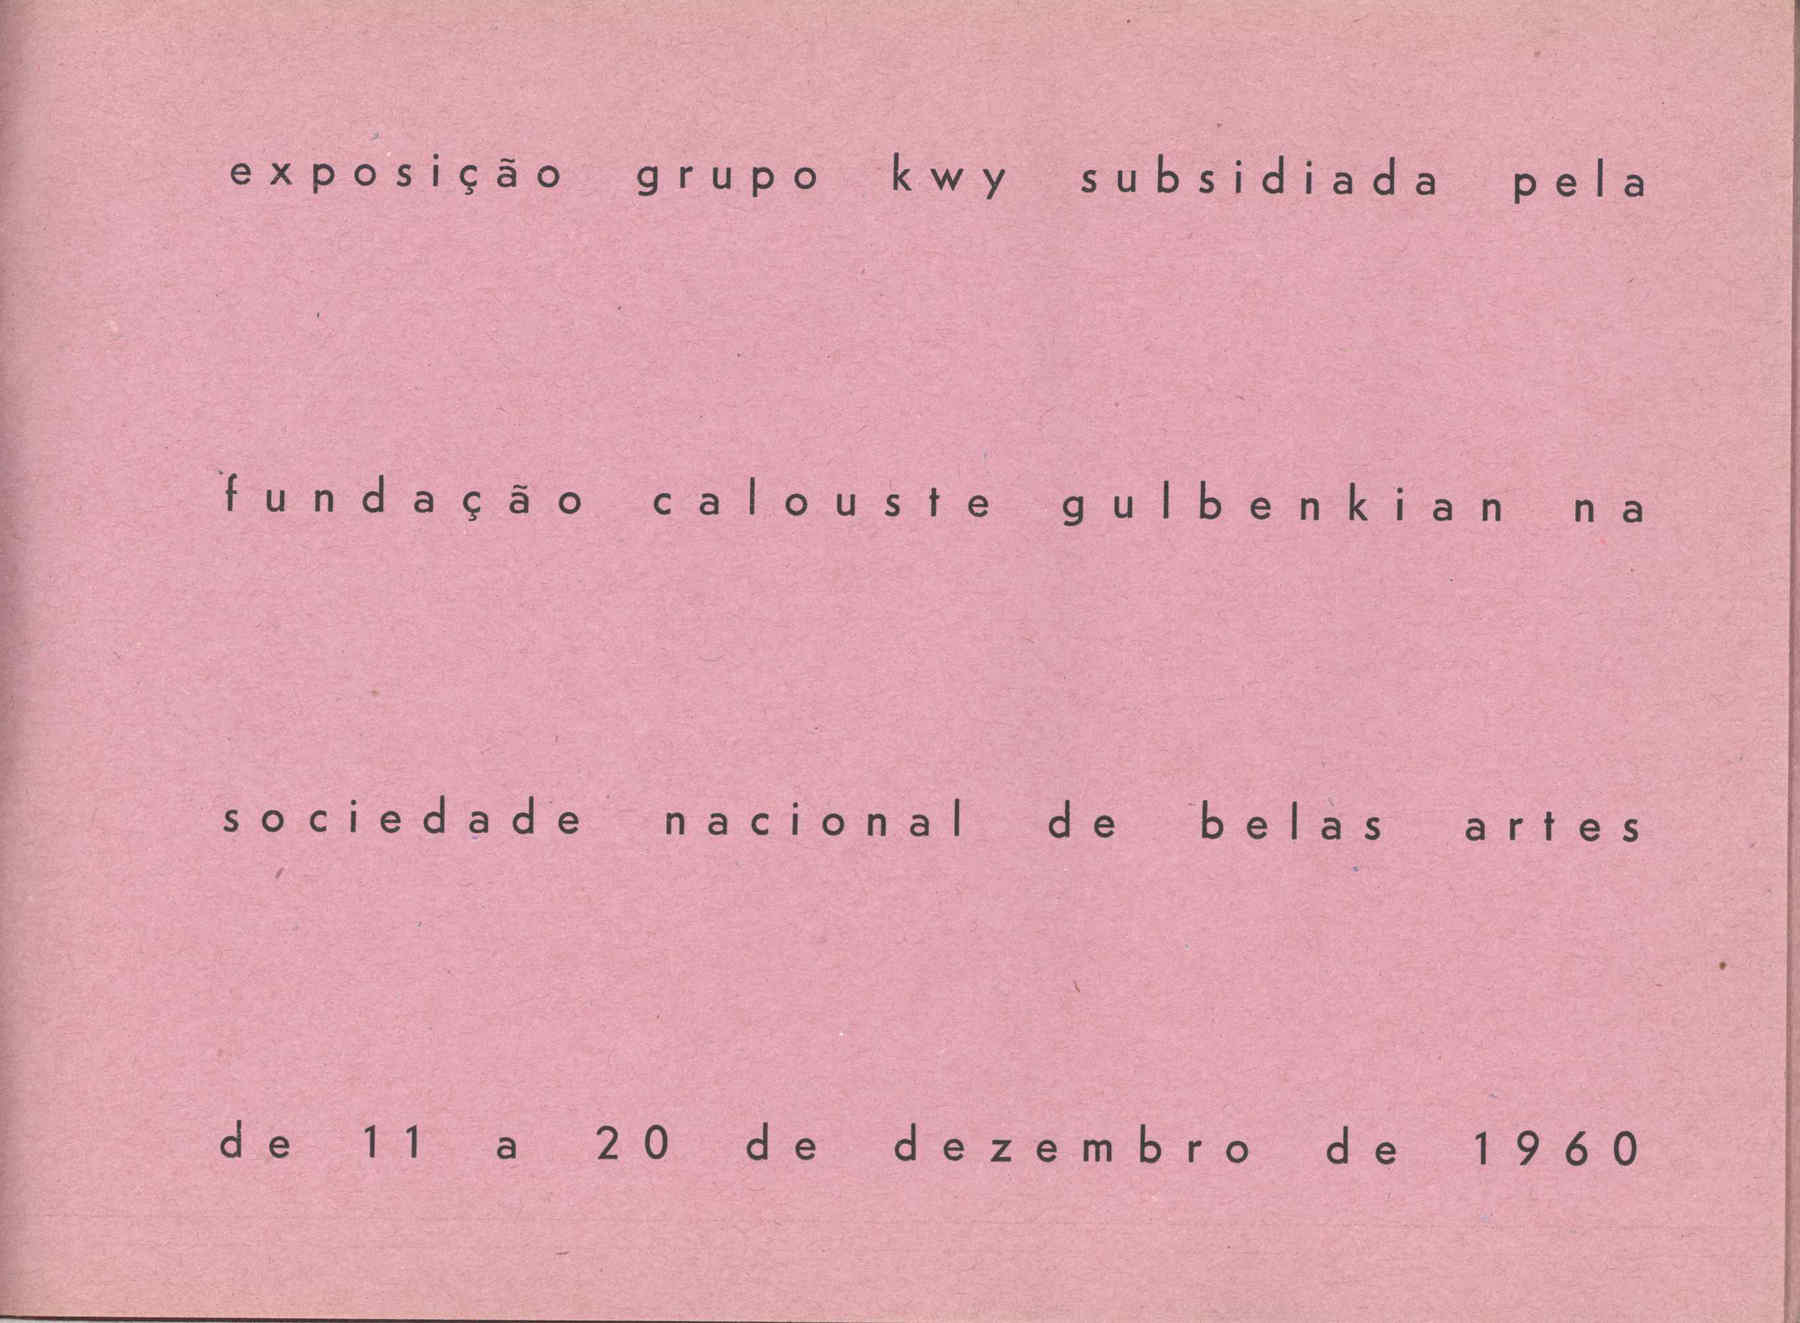 exposição grupo kwy subsidiada pela
fundação calouste gulbenkian na
sociedade nacional de belas artes
de 11 a 20 de dezembro de 1960